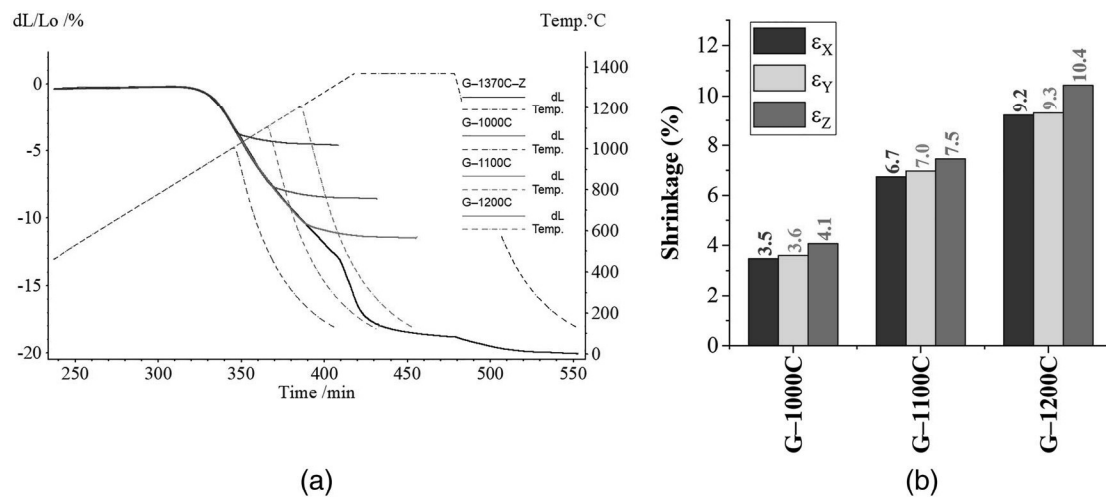 dL/Lo /%
Temp.°C
0
-5
-10
-15
-20
1400
1200
1000
800
600
400
200
0
G–1370C–Z
dL
Temp.
G–1000C
dL
Temp.
G–1100C
dL
Temp.
G–1200C
dL
Temp.
250 300 350 400 450 500 550
Time /min
(a)
Shrinkage (%)
12
10
8
6
4
2
0
εX
εY
εZ
3.5 3.6 4.1
6.7 7.0 7.5
9.2 9.3 10.4
G–1000C
G–1100C
G–1200C
(b)